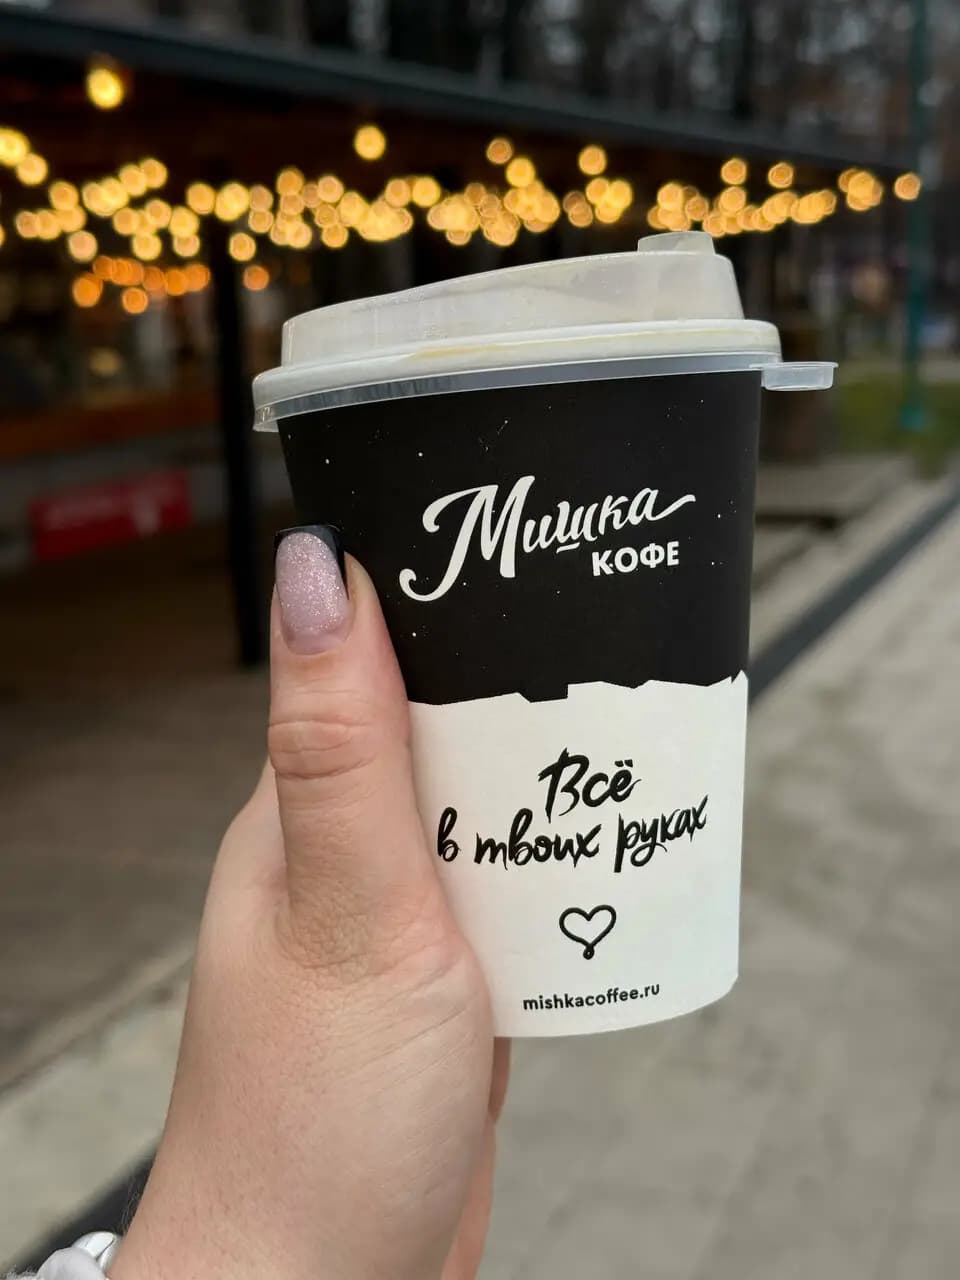 Мишка
КОФЕ
Всё
в твоих руках
mishkacoffee.ru